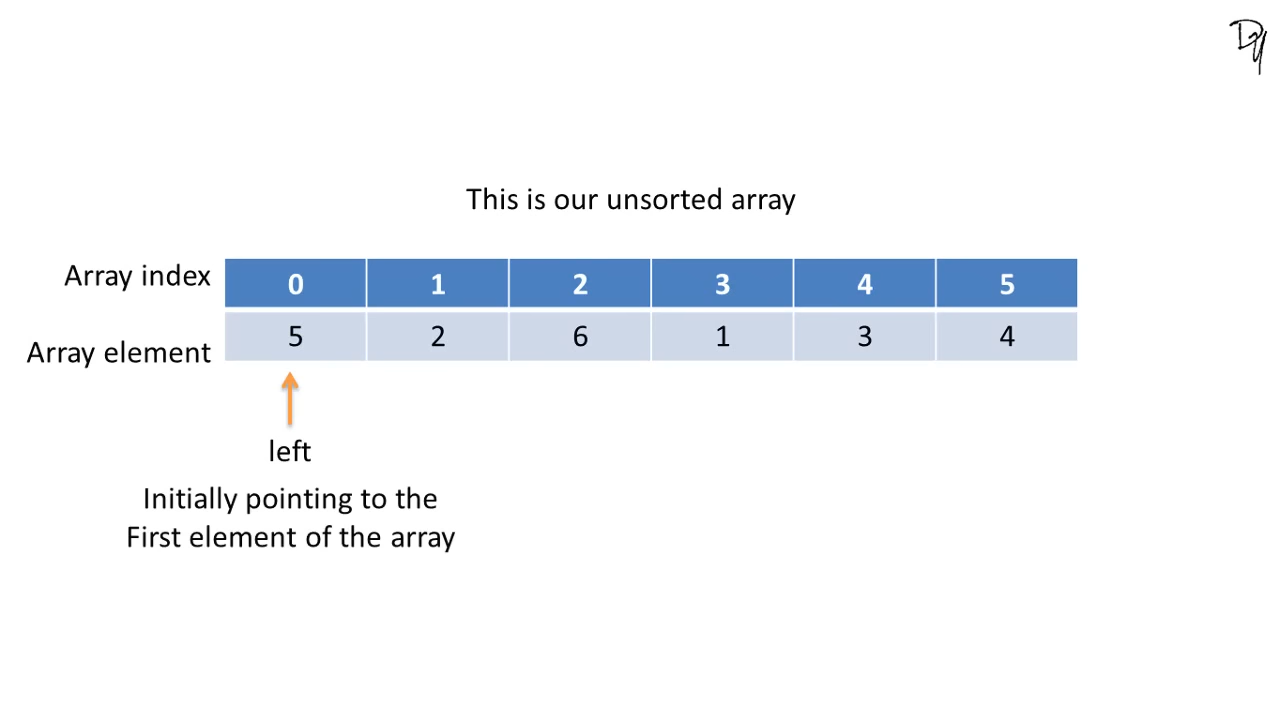 This is our unsorted array
Array index 0 1 2 3 4 5
Array element 5 2 6 1 3 4
left
Initially pointing to the
First element of the array